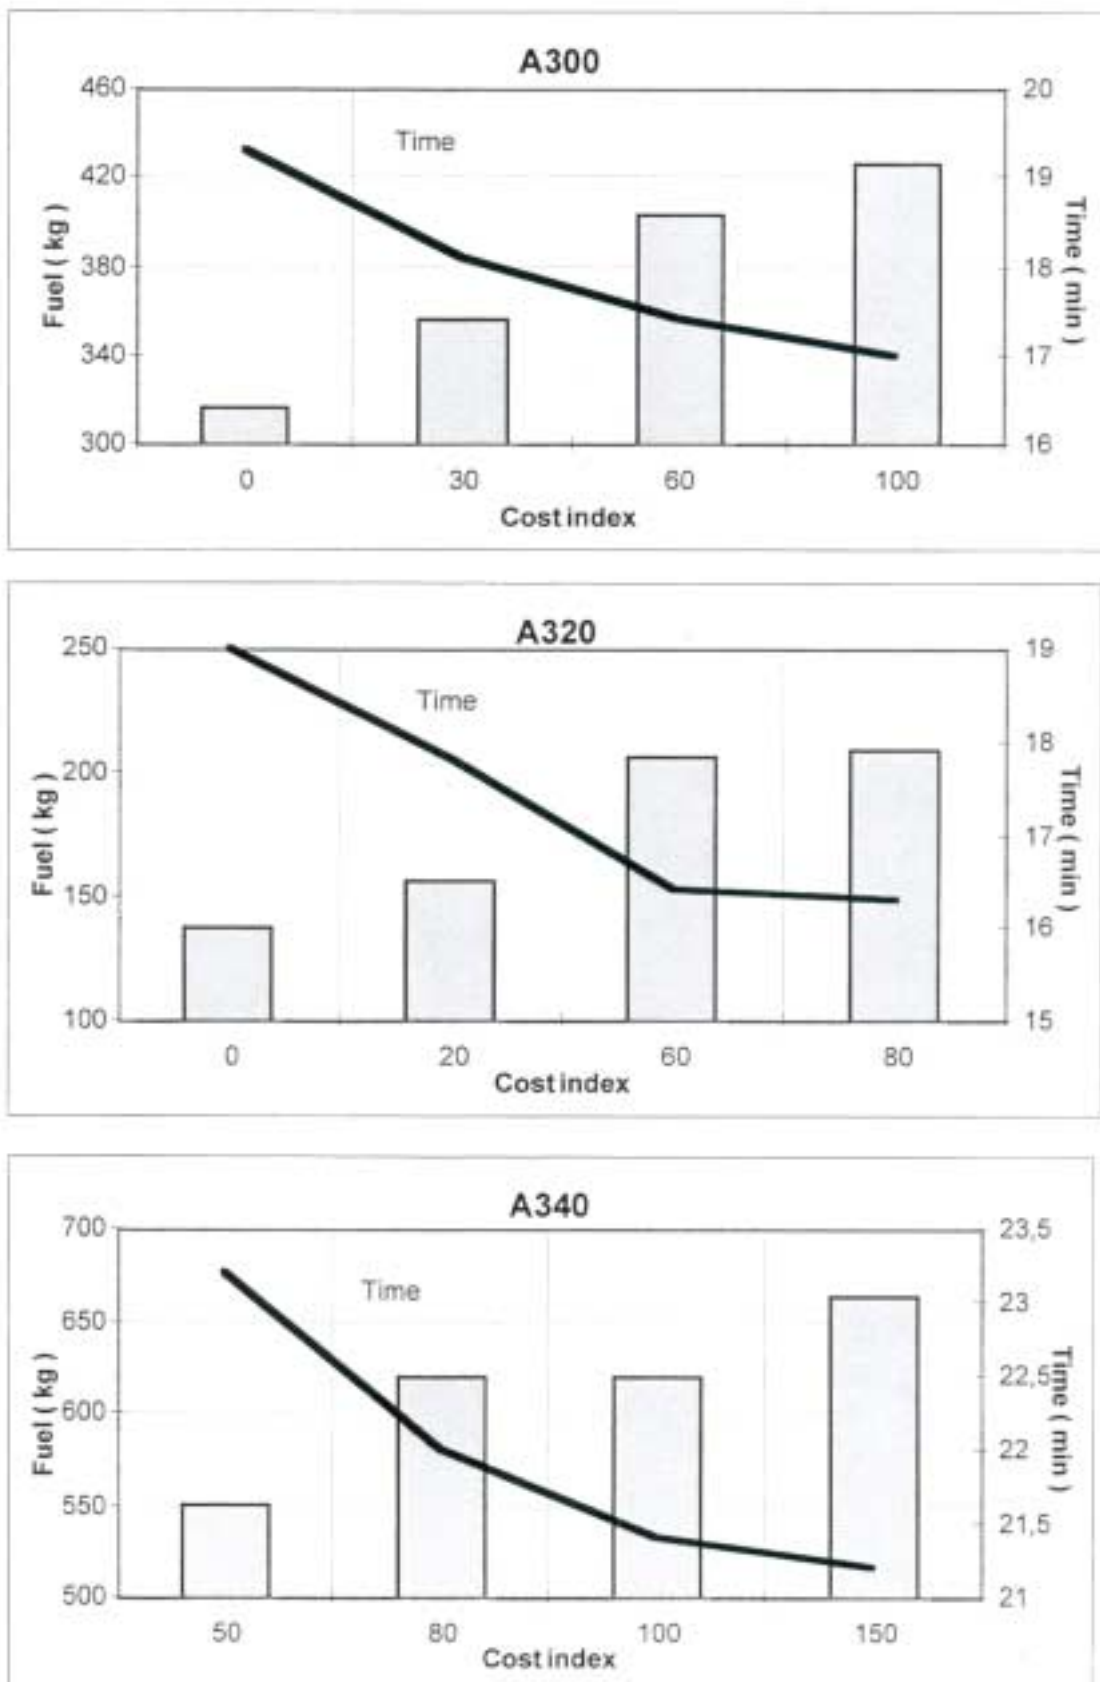 A300
460
420
380
340
300
Fuel ( kg )
Time
20
19
18
17
16
Time ( min )
0 30 60 100
Cost index
A320
250
200
150
100
Fuel ( kg )
Time
19
18
17
16
15
Time ( min )
0 20 60 80
Cost index
A340
700
650
600
550
500
Fuel ( kg )
Time
23,5
23
22,5
22
21,5
21
Time ( min )
50 80 100 150
Cost index